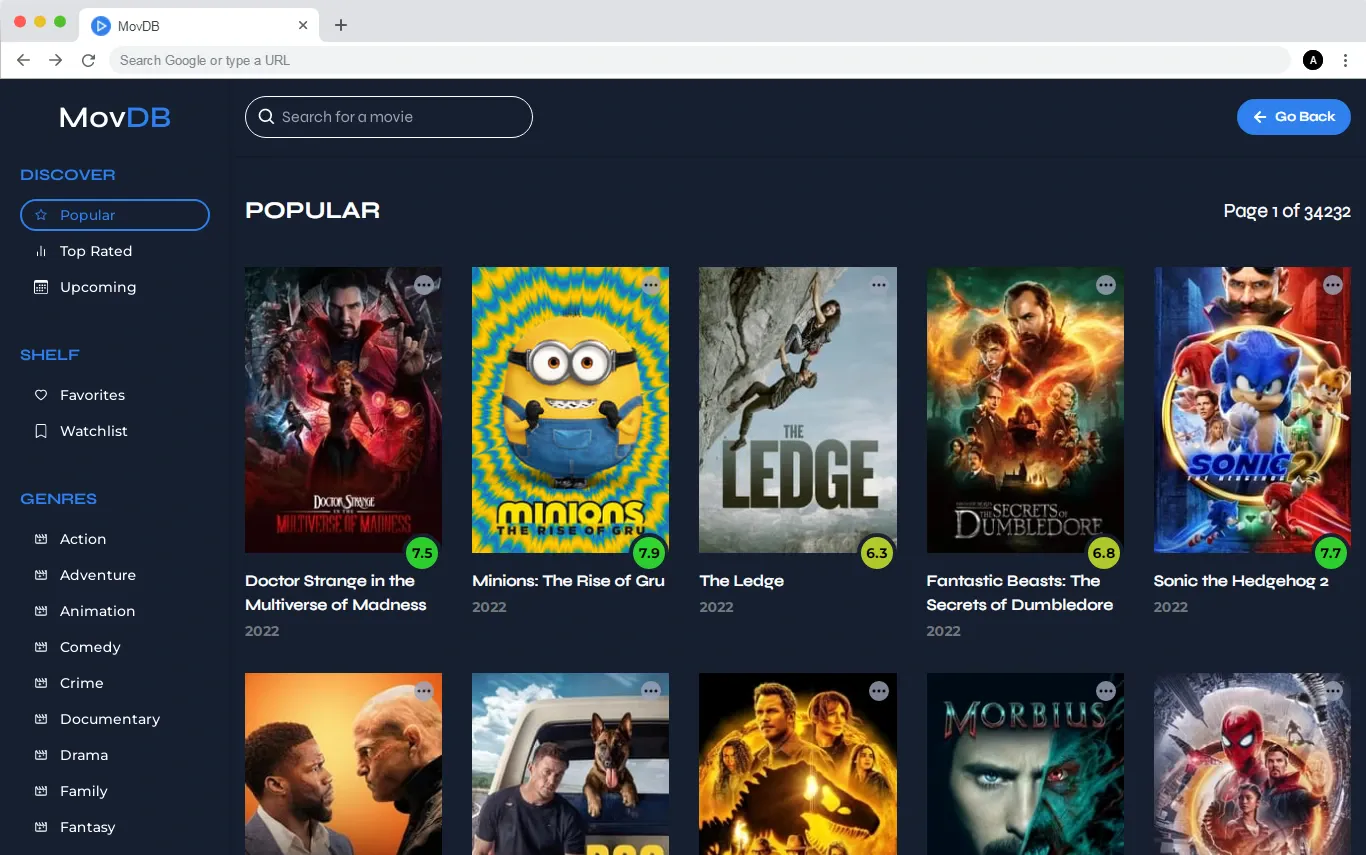 MovDB
Search Google or type a URL
A
MovDB
Search for a movie
Go Back
DISCOVER
Popular
Top Rated
Upcoming
SHELF
Favorites
Watchlist
GENRES
Action
Adventure
Animation
Comedy
Crime
Documentary
Drama
Family
Fantasy
POPULAR
Page 1 of 34232
DOCTOR STRANGE
IN THE
MULTIVERSE OF MADNESS
7.5
Doctor Strange in the
Multiverse of Madness
2022
MINIONS
THE RISE OF GRU
7.9
Minions: The Rise of Gru
2022
THE
LEDGE
6.3
The Ledge
2022
THE SECRETS OF
DUMBLEDORE
6.8
Fantastic Beasts: The
Secrets of Dumbledore
2022
SONIC 2
THE HEDGEHOG
7.7
Sonic the Hedgehog 2
2022
MORBIUS